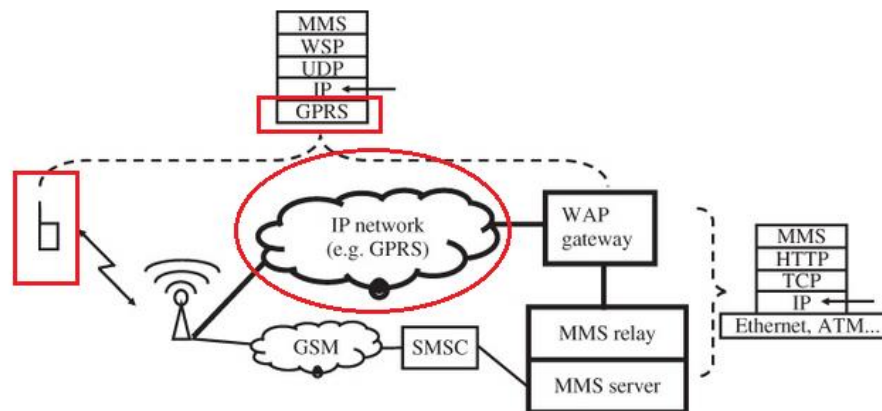 MMS
WSP
UDP
IP
GPRS
IP network
(e.g. GPRS)
WAP
gateway
MMS
HTTP
TCP
IP
Ethernet, ATM...
GSM
SMSC
MMS relay
MMS server